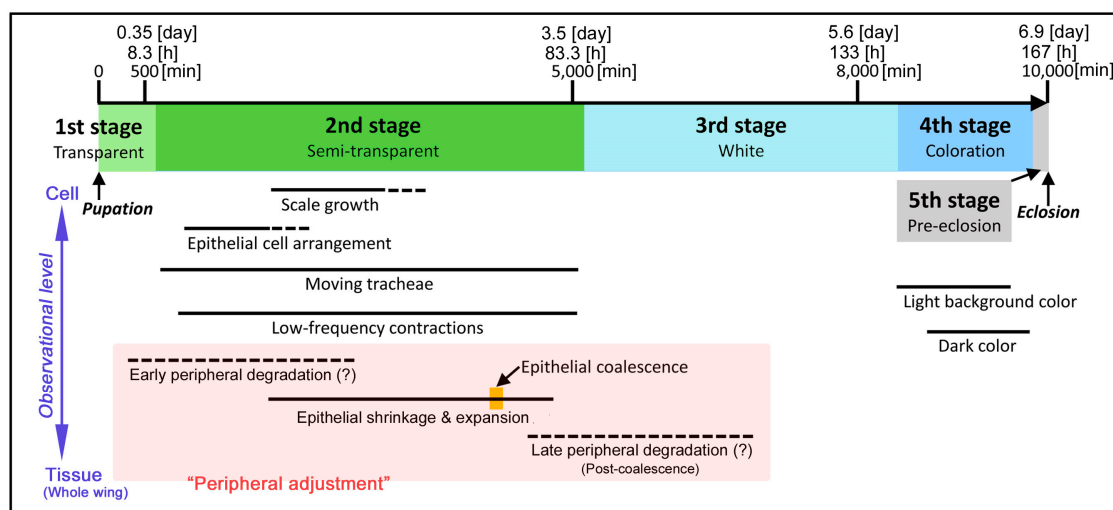 0.35 [day]
8.3 [h]
0 500 [min]
3.5 [day]
83.3 [h]
5,000 [min]
5.6 [day]
133 [h]
8,000 [min]
6.9 [day]
167 [h]
10,000 [min]
1st stage
Transparent
2nd stage
Semi-transparent
3rd stage
White
4th stage
Coloration
5th stage
Pre-eclosion
Pupation
Eclosion
Cell
Observational level
Tissue
(Whole wing)
Scale growth
Epithelial cell arrangement
Moving tracheae
Low-frequency contractions
Light background color
Dark color
Early peripheral degradation (?)
Epithelial coalescence
Epithelial shrinkage & expansion
Late peripheral degradation (?)
(Post-coalescence)
“Peripheral adjustment”